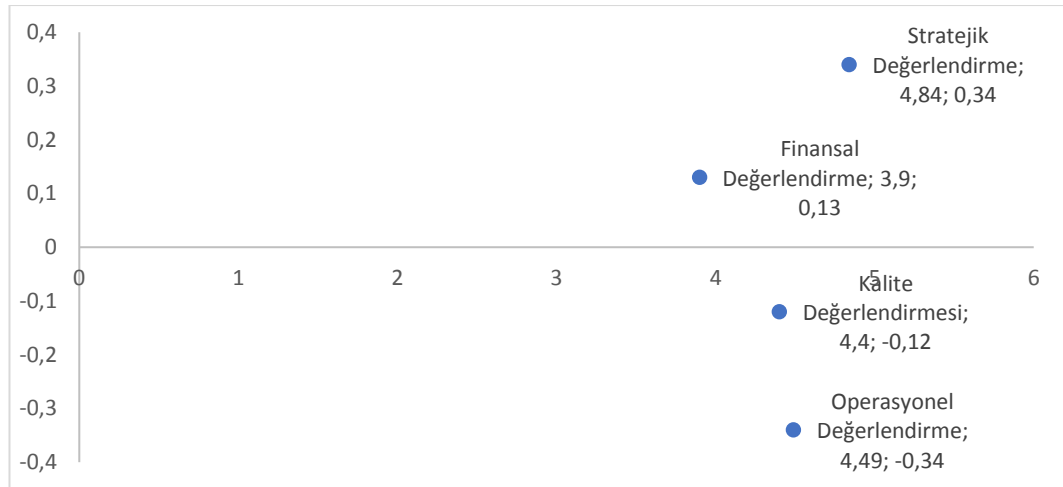 0,4
0,3
0,2
0,1
0
-0,1
-0,2
-0,3
-0,4
0 1 2 3 4 5 6
Stratejik
Değerlendirme;
4,84; 0,34
Finansal
Değerlendirme; 3,9;
0,13
Kalite
Değerlendirmesi;
4,4; -0,12
Operasyonel
Değerlendirme;
4,49; -0,34